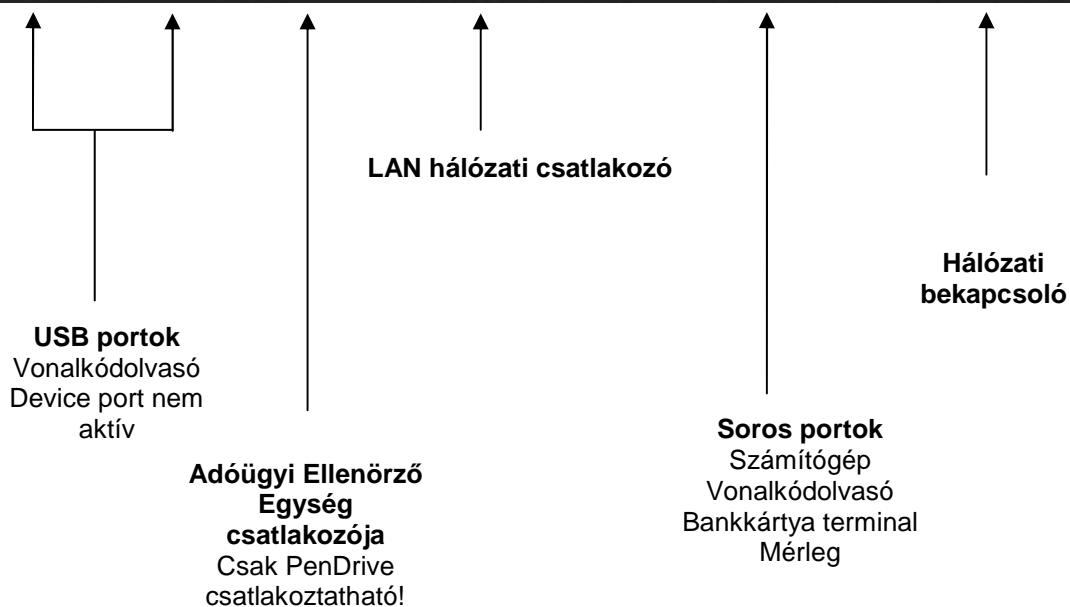 LAN hálózati csatlakozó
Hálózati
bekapcsoló
USB portok
Vonalkódolvasó
Device port nem
aktív
Adóügyi Ellenörző
Egység
csatlakozója
Csak PenDrive
csatlakoztatható!
Soros portok
Számítógép
Vonalkódolvasó
Bankkártya terminal
Mérleg